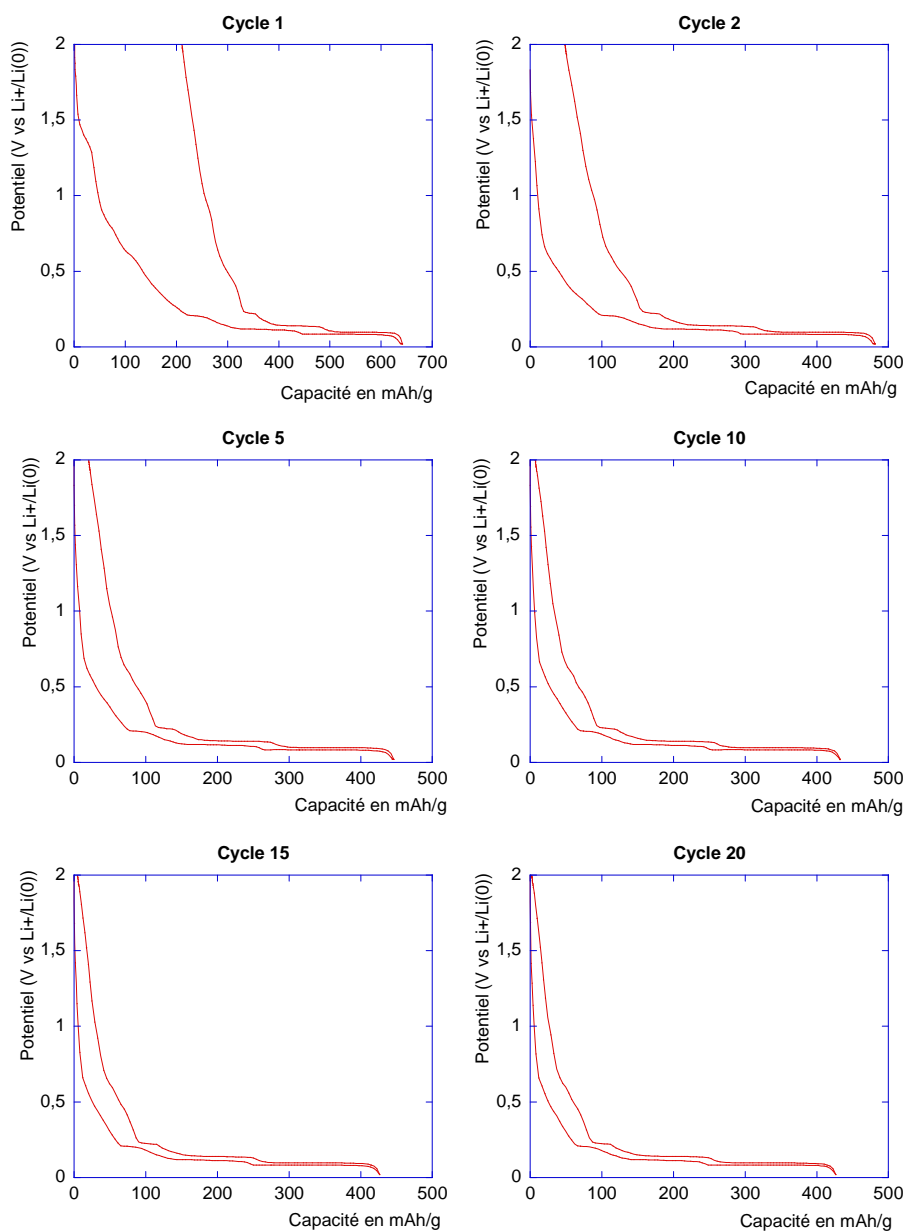 Cycle 1
Potentiel (V vs Li+/Li(0))
2
1,5
1
0,5
0
0 100 200 300 400 500 600 700
Capacité en mAh/g
Cycle 2
Potentiel (V vs Li+/Li(0))
2
1,5
1
0,5
0
0 100 200 300 400 500
Capacité en mAh/g
Cycle 5
Potentiel (V vs Li+/Li(0))
2
1,5
1
0,5
0
0 100 200 300 400 500
Capacité en mAh/g
Cycle 10
Potentiel (V vs Li+/Li(0))
2
1,5
1
0,5
0
0 100 200 300 400 500
Capacité en mAh/g
Cycle 15
Potentiel (V vs Li+/Li(0))
2
1,5
1
0,5
0
0 100 200 300 400 500
Capacité en mAh/g
Cycle 20
Potentiel (V vs Li+/Li(0))
2
1,5
1
0,5
0
0 100 200 300 400 500
Capacité en mAh/g